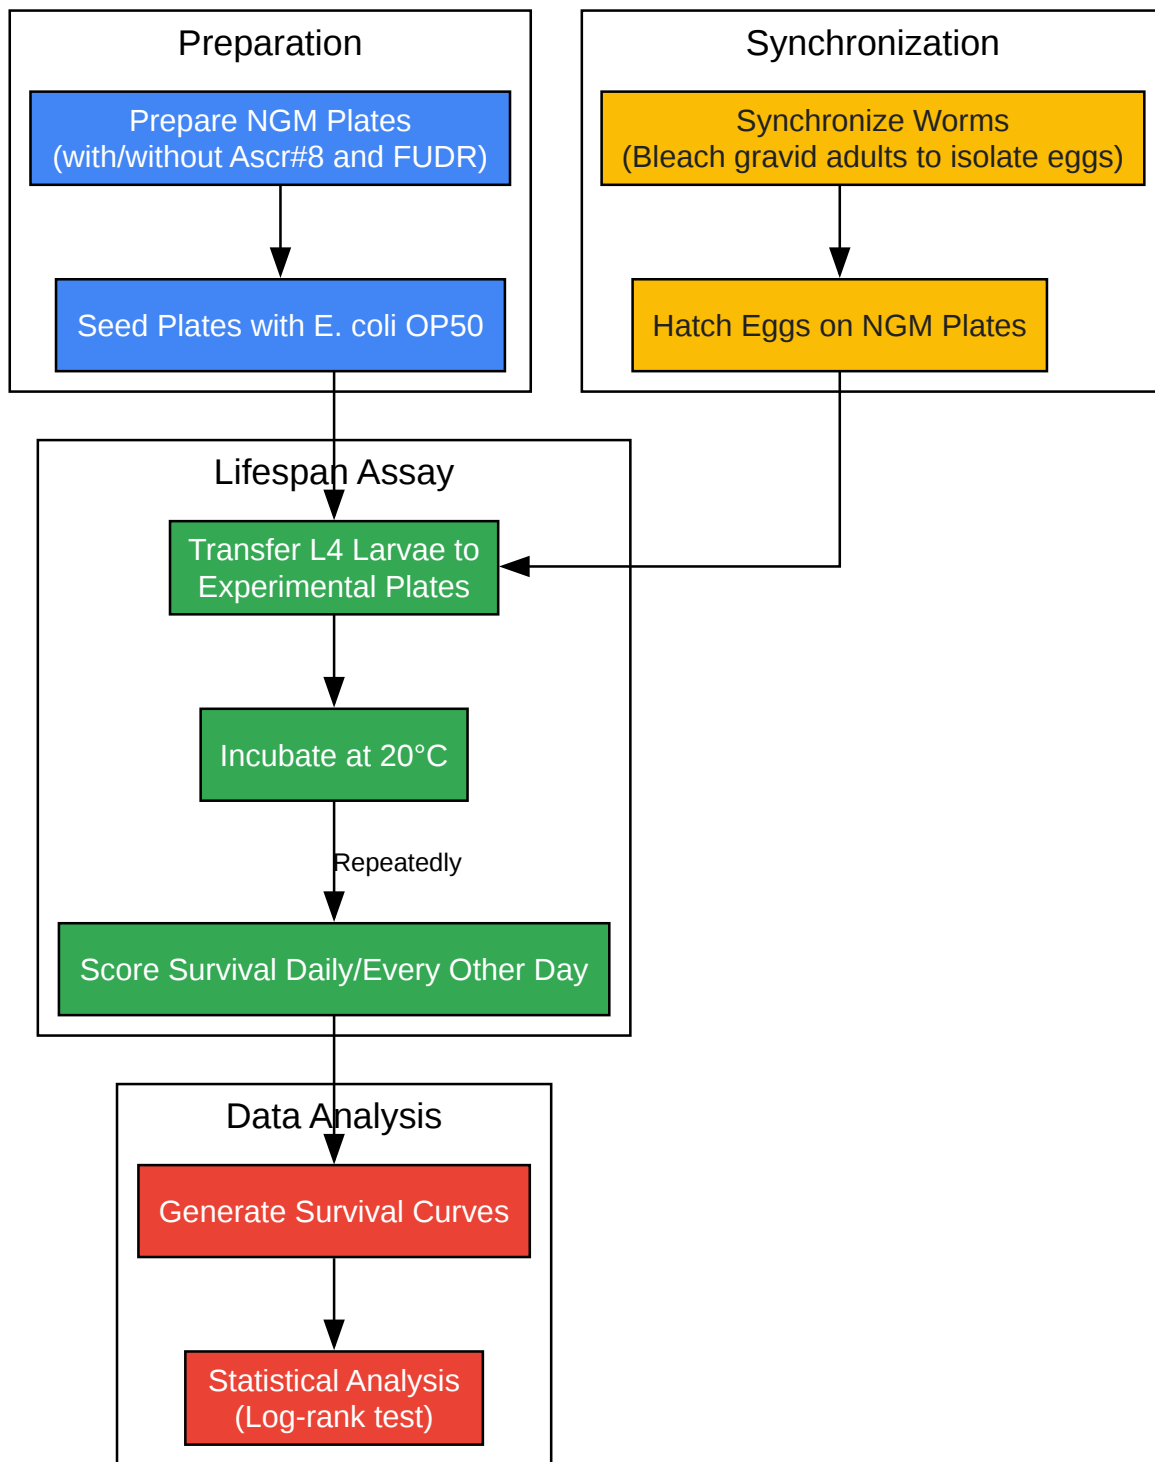 Preparation
Prepare NGM Plates
(with/without Ascr#8 and FUDR)
Seed Plates with E. coli OP50
Synchronization
Synchronize Worms
(Bleach gravid adults to isolate eggs)
Hatch Eggs on NGM Plates
Lifespan Assay
Transfer L4 Larvae to
Experimental Plates
Incubate at 20°C
Repeatedly
Score Survival Daily/Every Other Day
Data Analysis
Generate Survival Curves
Statistical Analysis
(Log-rank test)